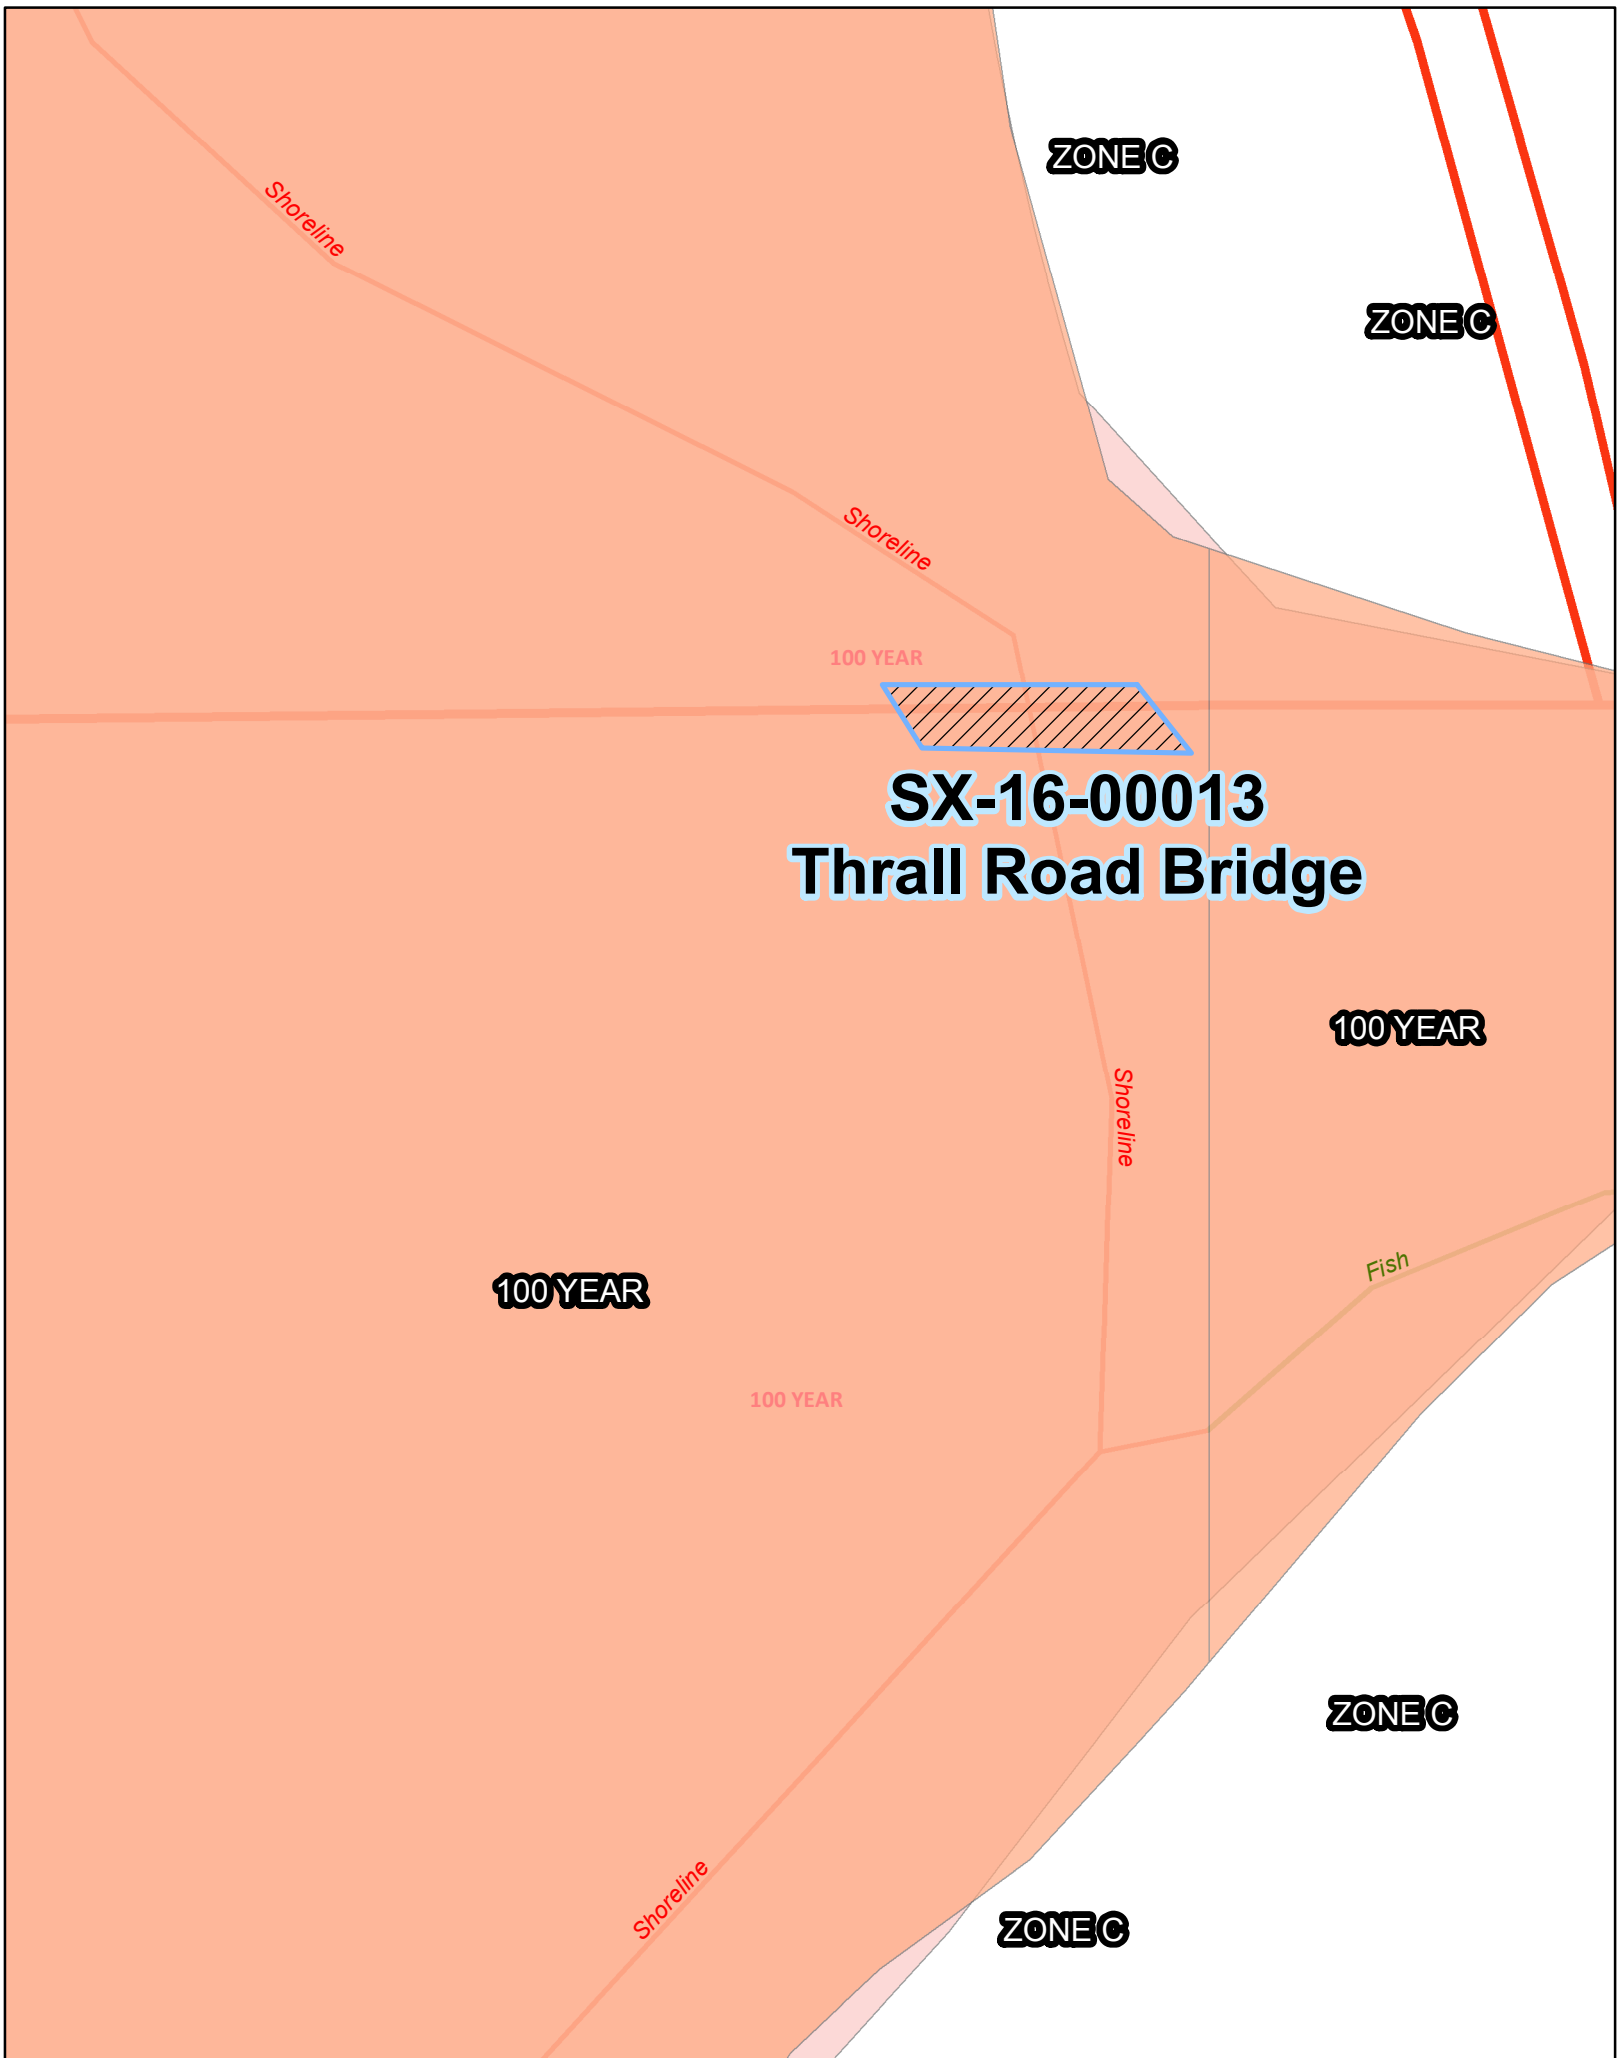 ZONE C
Shoreline
ZONE C
Shoreline
100 YEAR
SX-16-00013
Thrall Road Bridge
100 YEAR
Shoreline
Fish
100 YEAR
100 YEAR
ZONE C
Shoreline
ZONE C